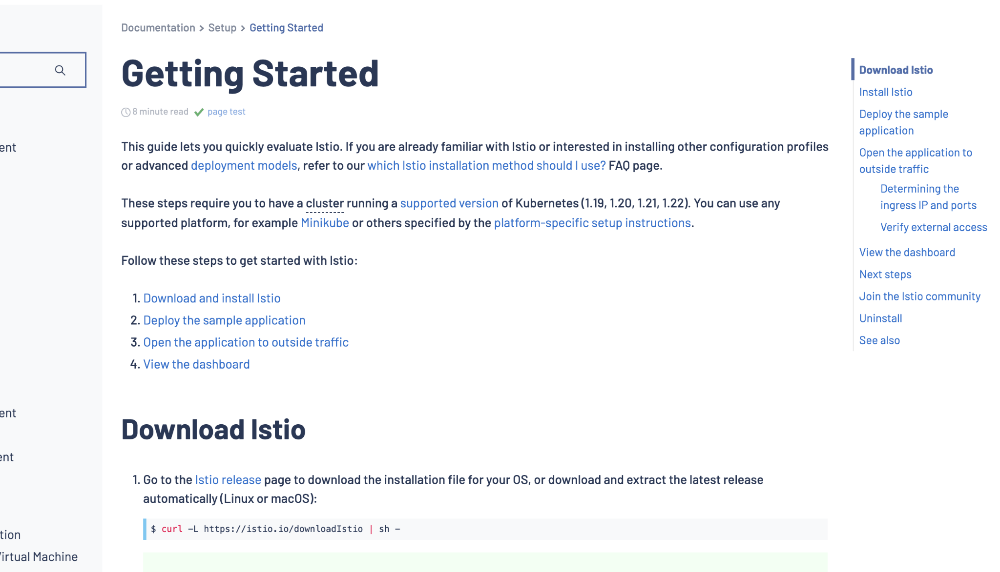 Documentation > Setup > Getting Started
Getting Started
8 minute read page test
This guide lets you quickly evaluate Istio. If you are already familiar with Istio or interested in installing other configuration profiles
or advanced deployment models, refer to our which Istio installation method should I use? FAQ page.
These steps require you to have a cluster running a supported version of Kubernetes (1.19, 1.20, 1.21, 1.22). You can use any
supported platform, for example Minikube or others specified by the platform-specific setup instructions.
Follow these steps to get started with Istio:
1. Download and install Istio
2. Deploy the sample application
3. Open the application to outside traffic
4. View the dashboard
Download Istio
1. Go to the Istio release page to download the installation file for your OS, or download and extract the latest release
automatically (Linux or macOS):
$ curl -L https://istio.io/downloadIstio | sh -
Download Istio
Install Istio
Deploy the sample
application
Open the application to
outside traffic
Determining the
ingress IP and ports
Verify external access
View the dashboard
Next steps
Join the Istio community
Uninstall
See also
ent
ent
ent
tion
Virtual Machine